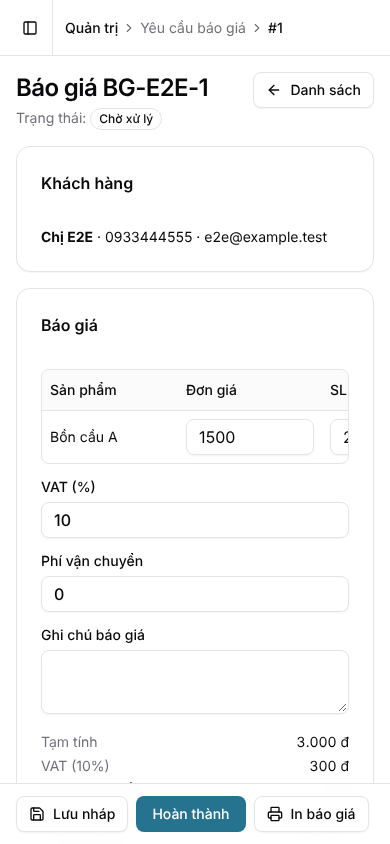 Quản trị > Yêu cầu báo giá > #1
Báo giá BG-E2E-1
Danh sách
Trạng thái: Chờ xử lý
Khách hàng
Chị E2E · 0933444555 · e2e@example.test
Báo giá
Sản phẩm Đơn giá SL
Bồn cầu A 1500
VAT (%)
10
Phí vận chuyển
0
Ghi chú báo giá
Tạm tính 3.000 đ
VAT (10%) 300 đ
Lưu nháp Hoàn thành In báo giá